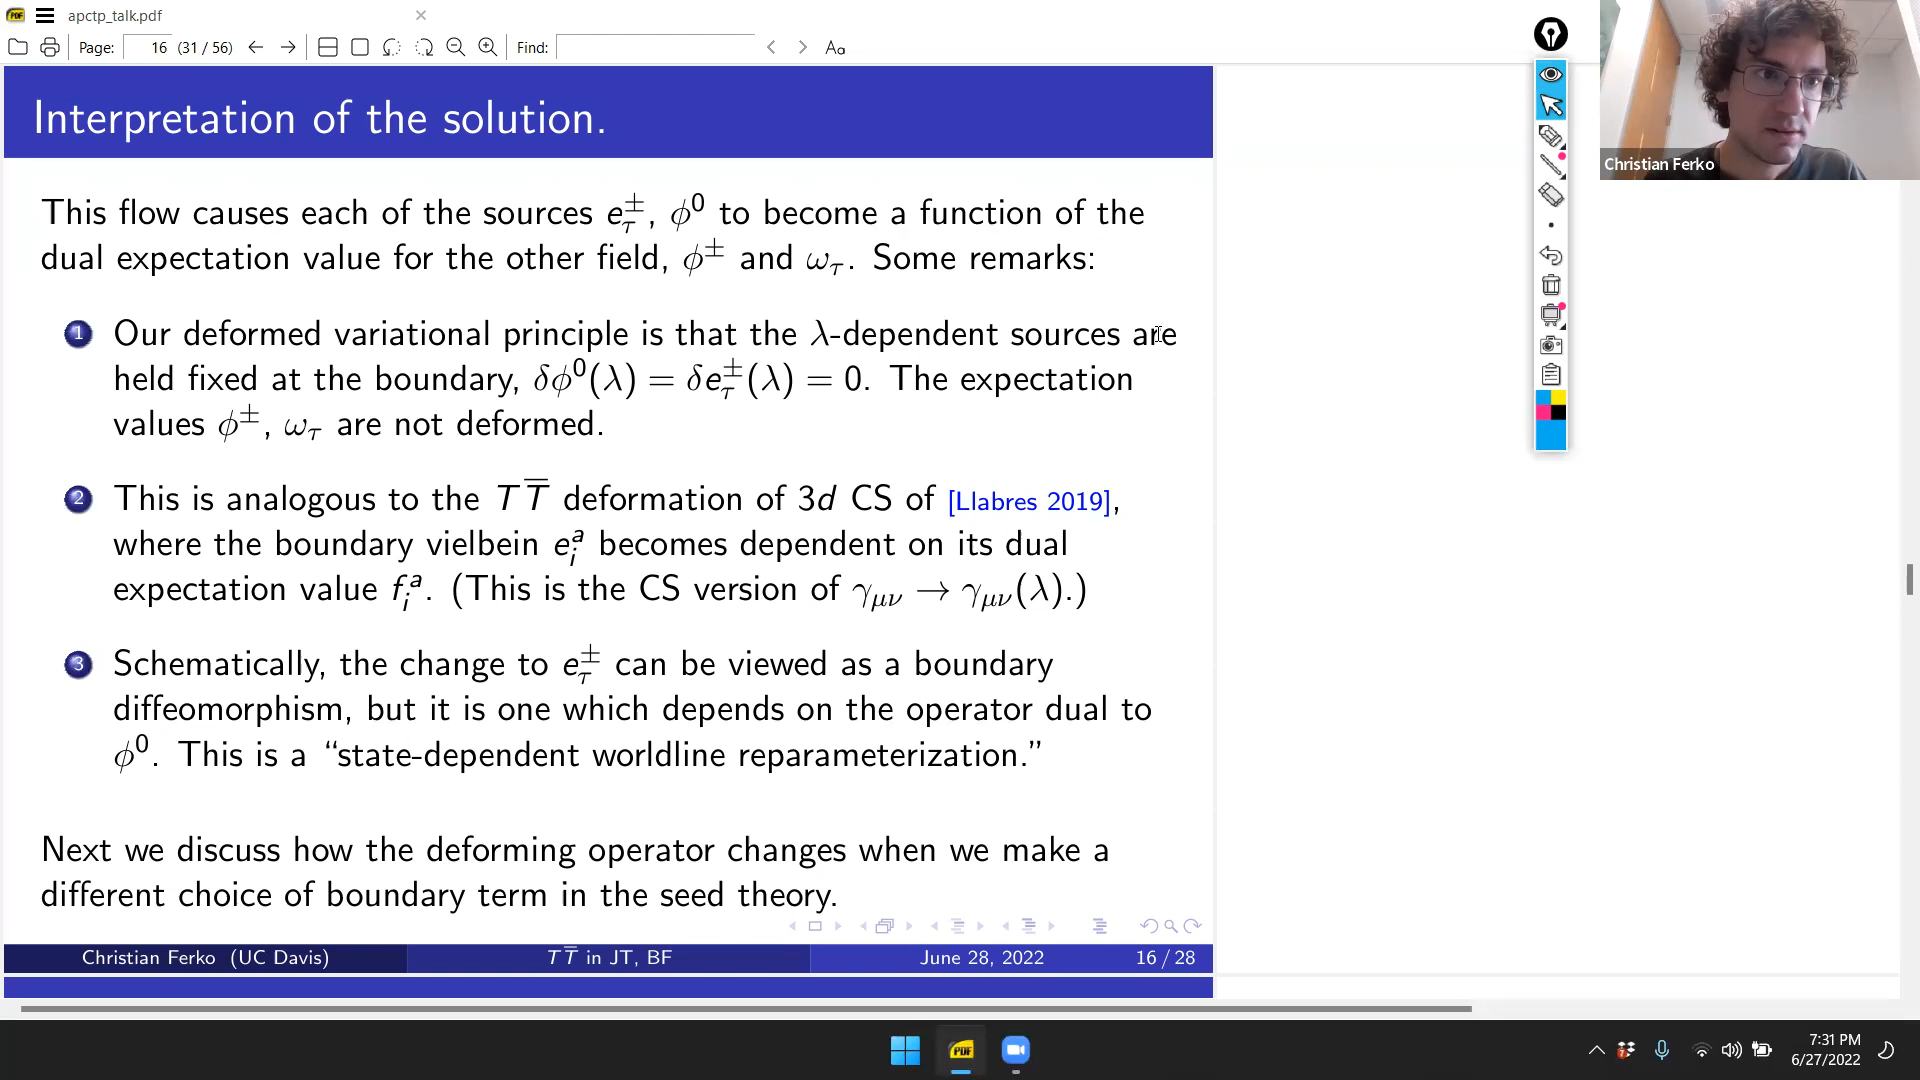 apctp_talk.pdf
Page: 16 (31 / 56) Find: Aa
Christian Ferko
Interpretation of the solution.
This flow causes each of the sources e_τ^±, ϕ^0 to become a function of the
dual expectation value for the other field, ϕ^± and ω_τ. Some remarks:
1 Our deformed variational principle is that the λ-dependent sources are
held fixed at the boundary, δϕ^0(λ) = δe_τ^±(λ) = 0. The expectation
values ϕ^±, ω_τ are not deformed.
2 This is analogous to the TT̅ deformation of 3d CS of [Llabres 2019],
where the boundary vielbein e_i^a becomes dependent on its dual
expectation value f_i^a. (This is the CS version of γ_μν → γ_μν(λ).)
3 Schematically, the change to e_τ^± can be viewed as a boundary
diffeomorphism, but it is one which depends on the operator dual to
ϕ^0. This is a “state-dependent worldline reparameterization.”
Next we discuss how the deforming operator changes when we make a
different choice of boundary term in the seed theory.
Christian Ferko (UC Davis) TT̅ in JT, BF June 28, 2022 16 / 28
PDF
7:31 PM
6/27/2022